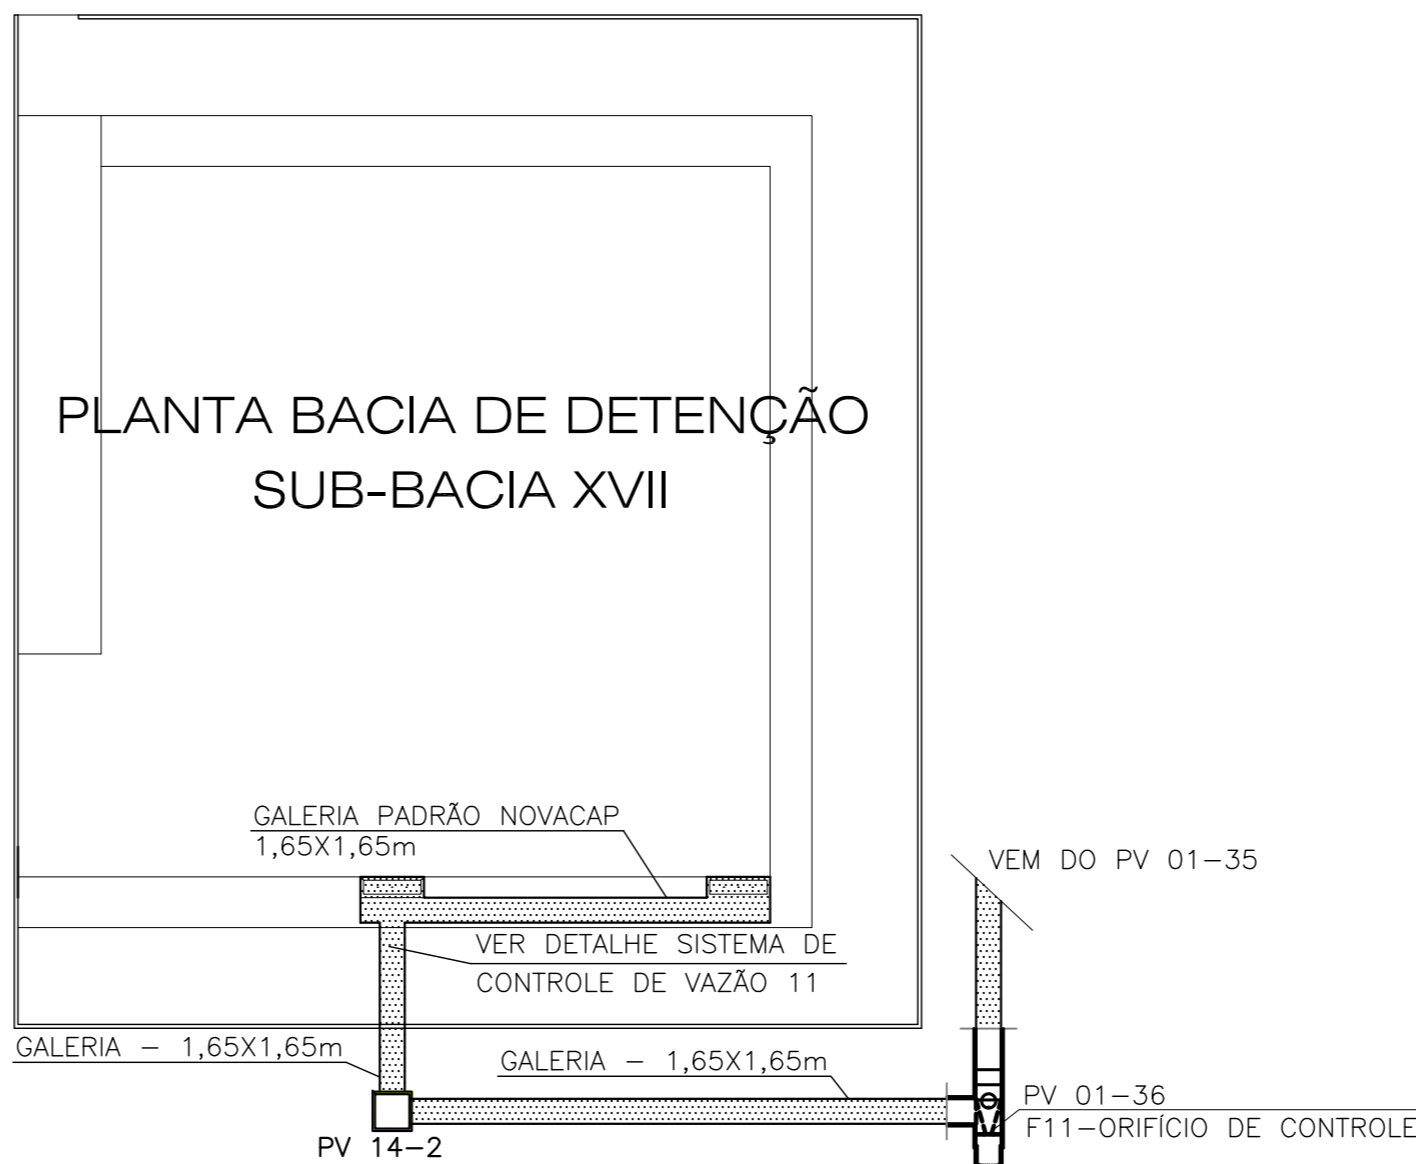 PLANTA BACIA DE DETENÇÃO
SUB-BACIA XVII
GALERIA PADRÃO NOVACAP
1,65X1,65m
VEM DO PV 01-35
VER DETALHE SISTEMA DE
CONTROLE DE VAZÃO 11
GALERIA - 1,65X1,65m
GALERIA - 1,65X1,65m
PV 01-36
F11-ORIFÍCIO DE CONTROLE
PV 14-2